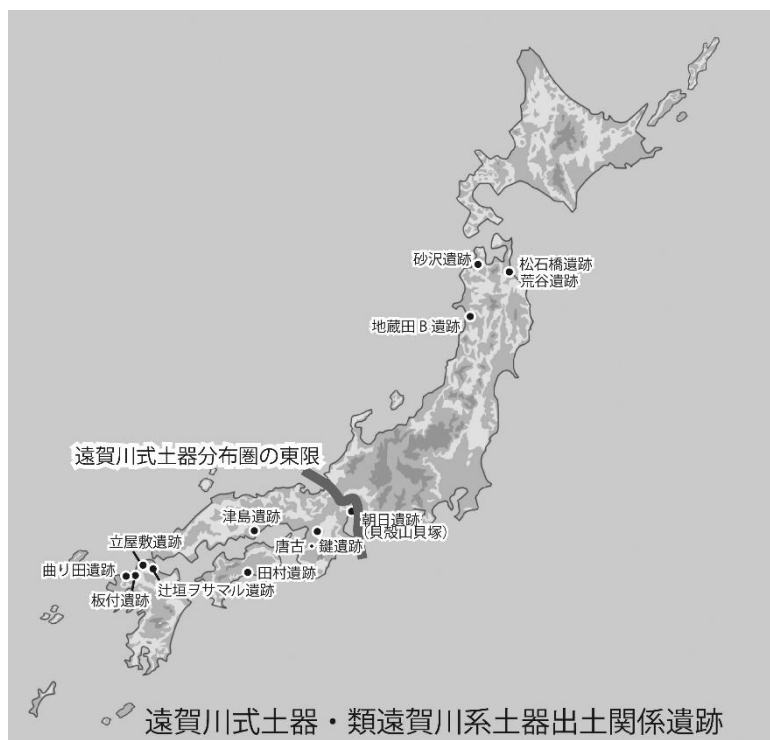 砂沢遺跡
松石橋遺跡
荒谷遺跡
地蔵田B遺跡
遠賀川式土器分布圏の東限
津島遺跡
朝日遺跡
(貝殻山貝塚)
立屋敷遺跡
唐古・鍵遺跡
曲り田遺跡
田村遺跡
辻垣ヲサマル遺跡
板付遺跡
遠賀川式土器・類遠賀川系土器出土関係遺跡